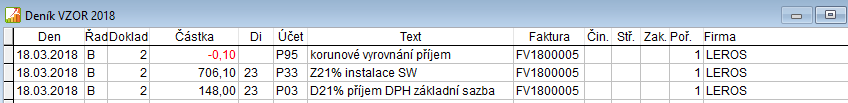 Deník VZOR 2018
Den Řad Doklad Částka Di Účet Text Faktura Čin. Stř. Zak. Poř. Firma
18.03.2018 B 2 -0,10 P95 korunové vyrovnání příjem FV1800005 1 LEROS
18.03.2018 B 2 706,10 23 P33 Z21% instalace SW FV1800005 1 LEROS
18.03.2018 B 2 148,00 23 P03 D21% příjem DPH základní sazba FV1800005 1 LEROS